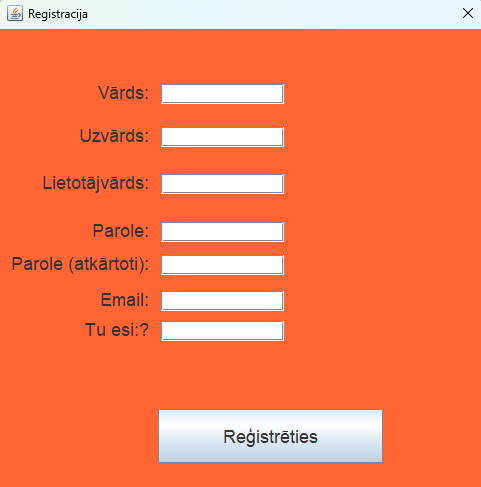 Registracija
Vārds:
Uzvārds:
Lietotājvārds:
Parole:
Parole (atkārtoti):
Email:
Tu esi:?
Reģistrēties